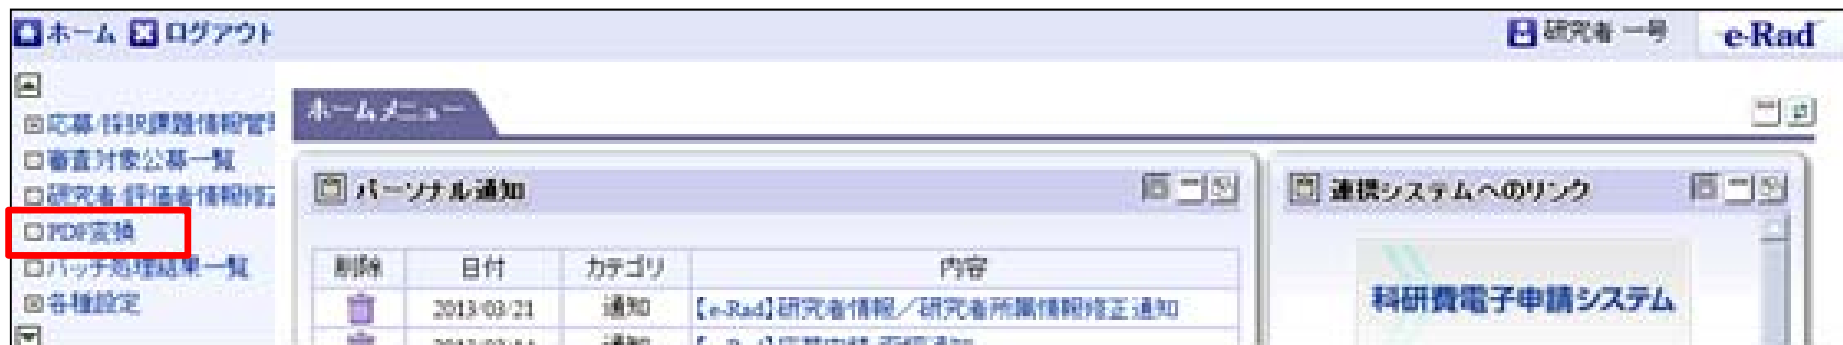 ホーム ログアウト
研究者 一号
e-Rad
応募/採択課題情報管理
審査対象公募一覧
研究者/評価者情報修正
PDF変換
バッチ処理結果一覧
各種設定
ホームメニュー
パーソナル通知
連携システムへのリンク
削除 日付 カテゴリ 内容
2013/03/21 通知 【e-Rad】研究者情報／研究者所属情報修正通知
科研費電子申請システム